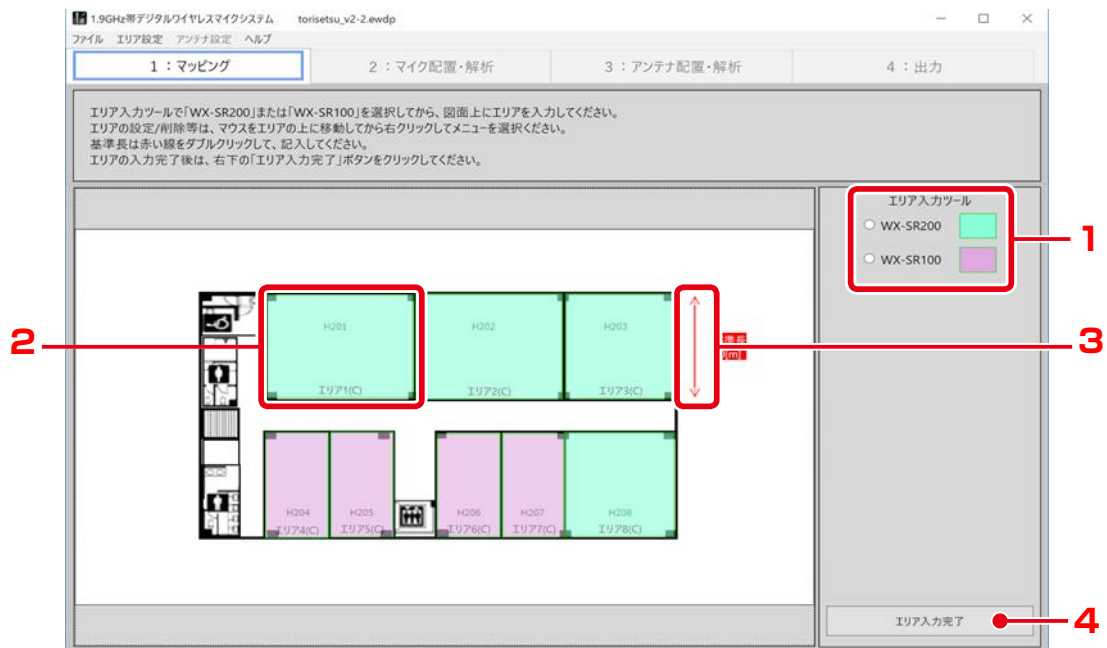 1.9GHz帯デジタルワイヤレスマイクシステム torisetsu_v2-2.ewdp
ファイル エリア設定 アンテナ設定 ヘルプ
1：マッピング 2：マイク配置・解析 3：アンテナ配置・解析 4：出力
エリア入力ツールで「WX-SR200」または「WX-SR100」を選択してから、図面上にエリアを入力してください。
エリアの設定/削除等は、マウスをエリアの上に移動してから右クリックしてメニューを選択ください。
基準長は赤い線をダブルクリックして、記入してください。
エリアの入力完了後は、右下の「エリア入力完了」ボタンをクリックしてください。
エリア入力ツール
WX-SR200
WX-SR100
1
2
3
H201 H202 H203
準長
[m]
エリア1(C) エリア2(C) エリア3(C)
H204 H205 H206 H207 H208
エリア4(C) エリア5(C) エリア6(C) エリア7(C) エリア8(C)
エリア入力完了
4